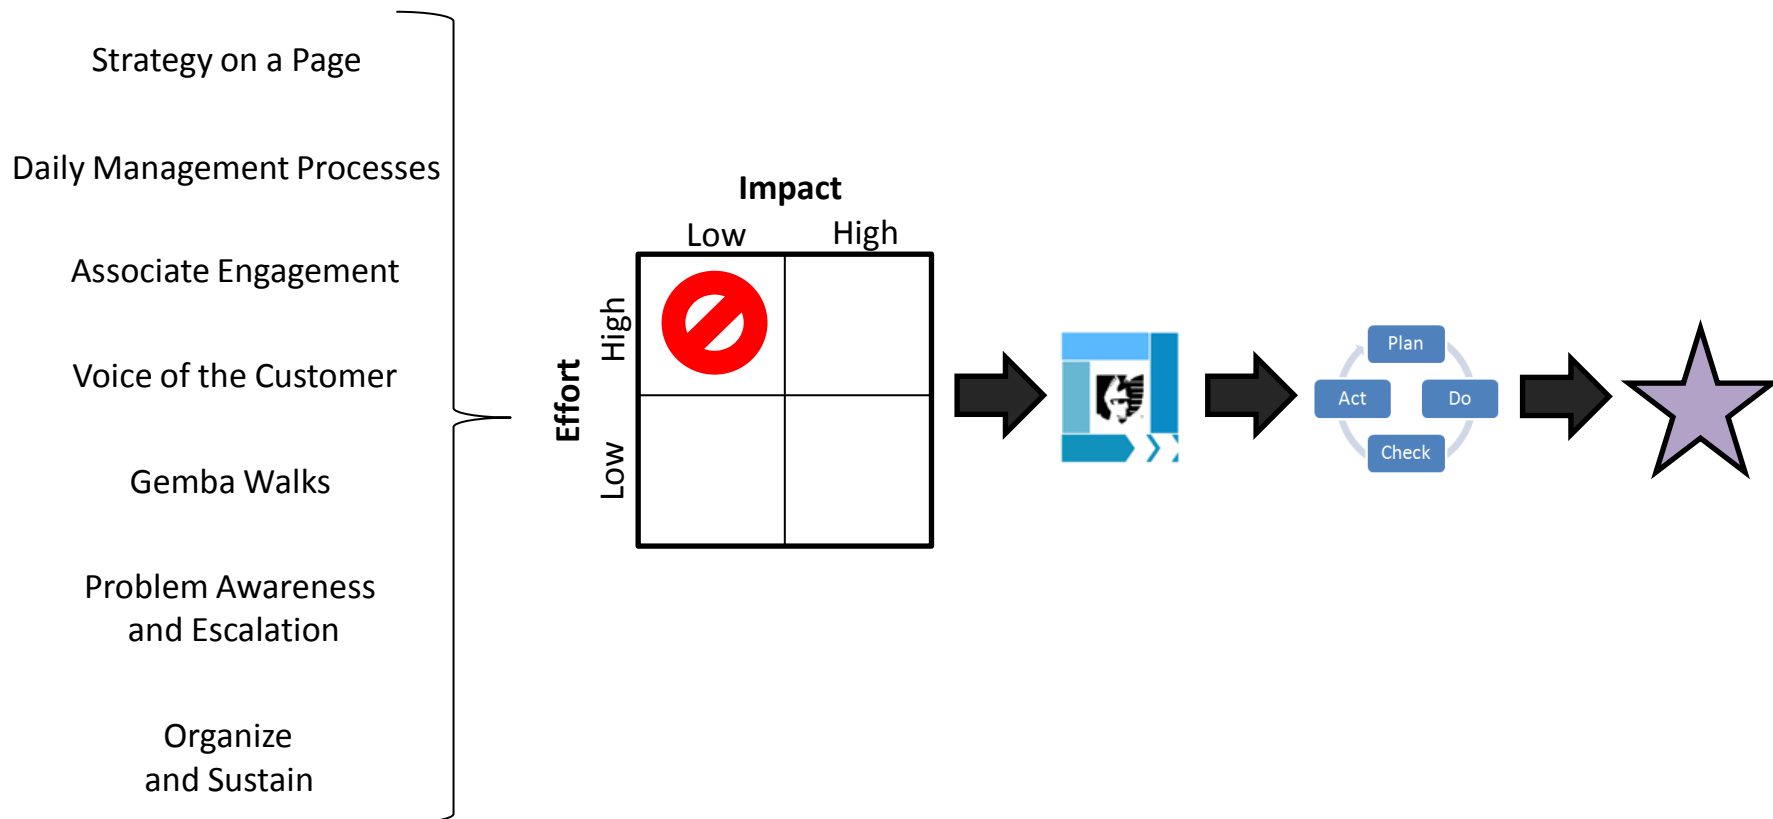 Strategy on a Page
Daily Management Processes
Associate Engagement
Voice of the Customer
Gemba Walks
Problem Awareness
and Escalation
Organize
and Sustain
Impact
Low
High
Effort
High
Low
Plan
Do
Check
Act